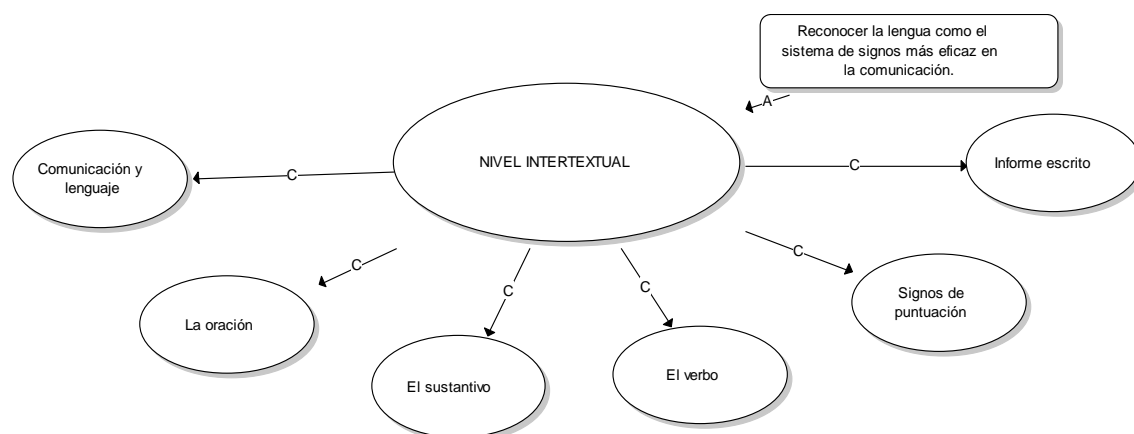 Reconocer la lengua como el
sistema de signos más eficaz en
la comunicación.
A
NIVEL INTERTEXTUAL
Comunicación y
lenguaje
C
C
Informe escrito
C
C
C
C
La oración
El sustantivo
El verbo
Signos de
puntuación